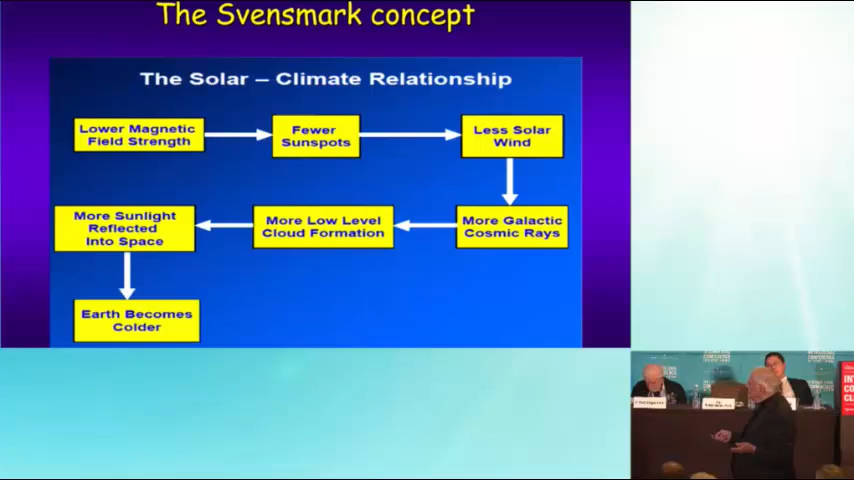 The Svensmark concept
The Solar – Climate Relationship
Lower Magnetic
Field Strength
Fewer
Sunspots
Less Solar
Wind
More Galactic
Cosmic Rays
More Low Level
Cloud Formation
More Sunlight
Reflected
Into Space
Earth Becomes
Colder
CONFERENCE